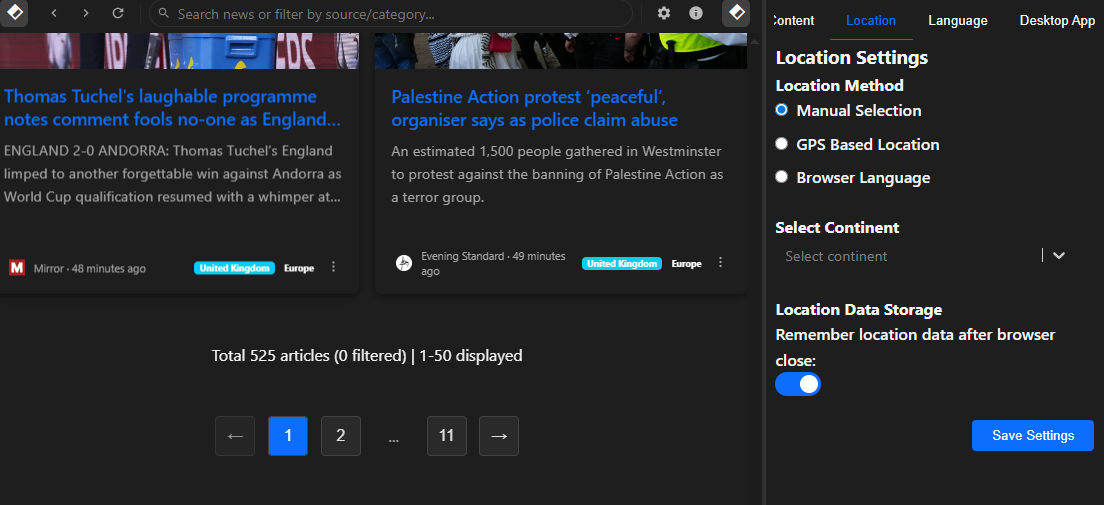 Search news or filter by source/category...
Thomas Tuchel's laughable programme
notes comment fools no-one as England...
ENGLAND 2-0 ANDORRA: Thomas Tuchel's England
limped to another forgettable win against Andorra as
World Cup qualification resumed with a whimper at...
M Mirror · 48 minutes ago United Kingdom Europe
Palestine Action protest ‘peaceful’,
organiser says as police claim abuse
An estimated 1,500 people gathered in Westminster
to protest against the banning of Palestine Action as
a terror group.
Evening Standard · 49 minutes
ago
United Kingdom Europe
Total 525 articles (0 filtered) | 1-50 displayed
← 1 2 ... 11 →
Content Location Language Desktop App
Location Settings
Location Method
Manual Selection
GPS Based Location
Browser Language
Select Continent
Select continent
Location Data Storage
Remember location data after browser
close:
Save Settings